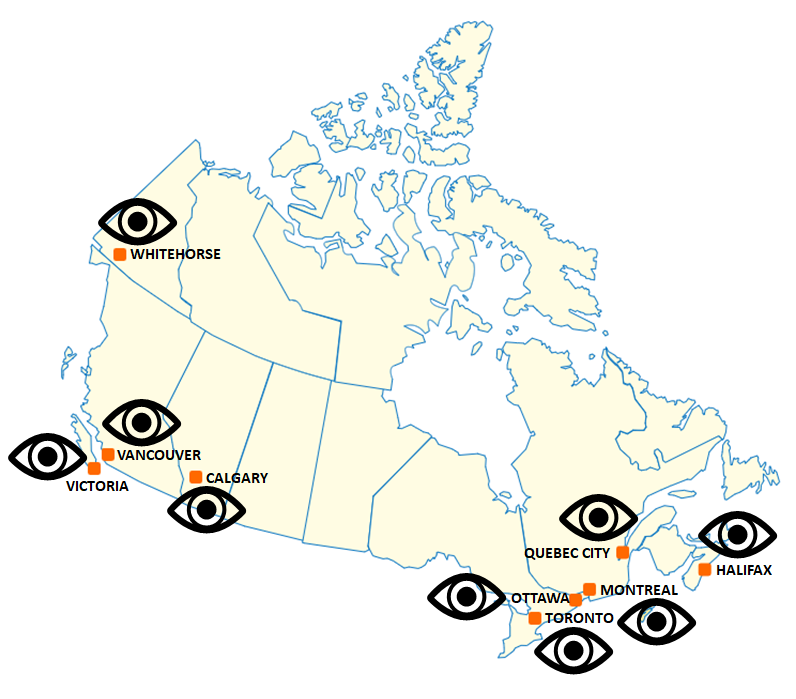 WHITEHORSE
VANCOUVER
VICTORIA
CALGARY
QUEBEC CITY
HALIFAX
MONTREAL
OTTAWA
TORONTO